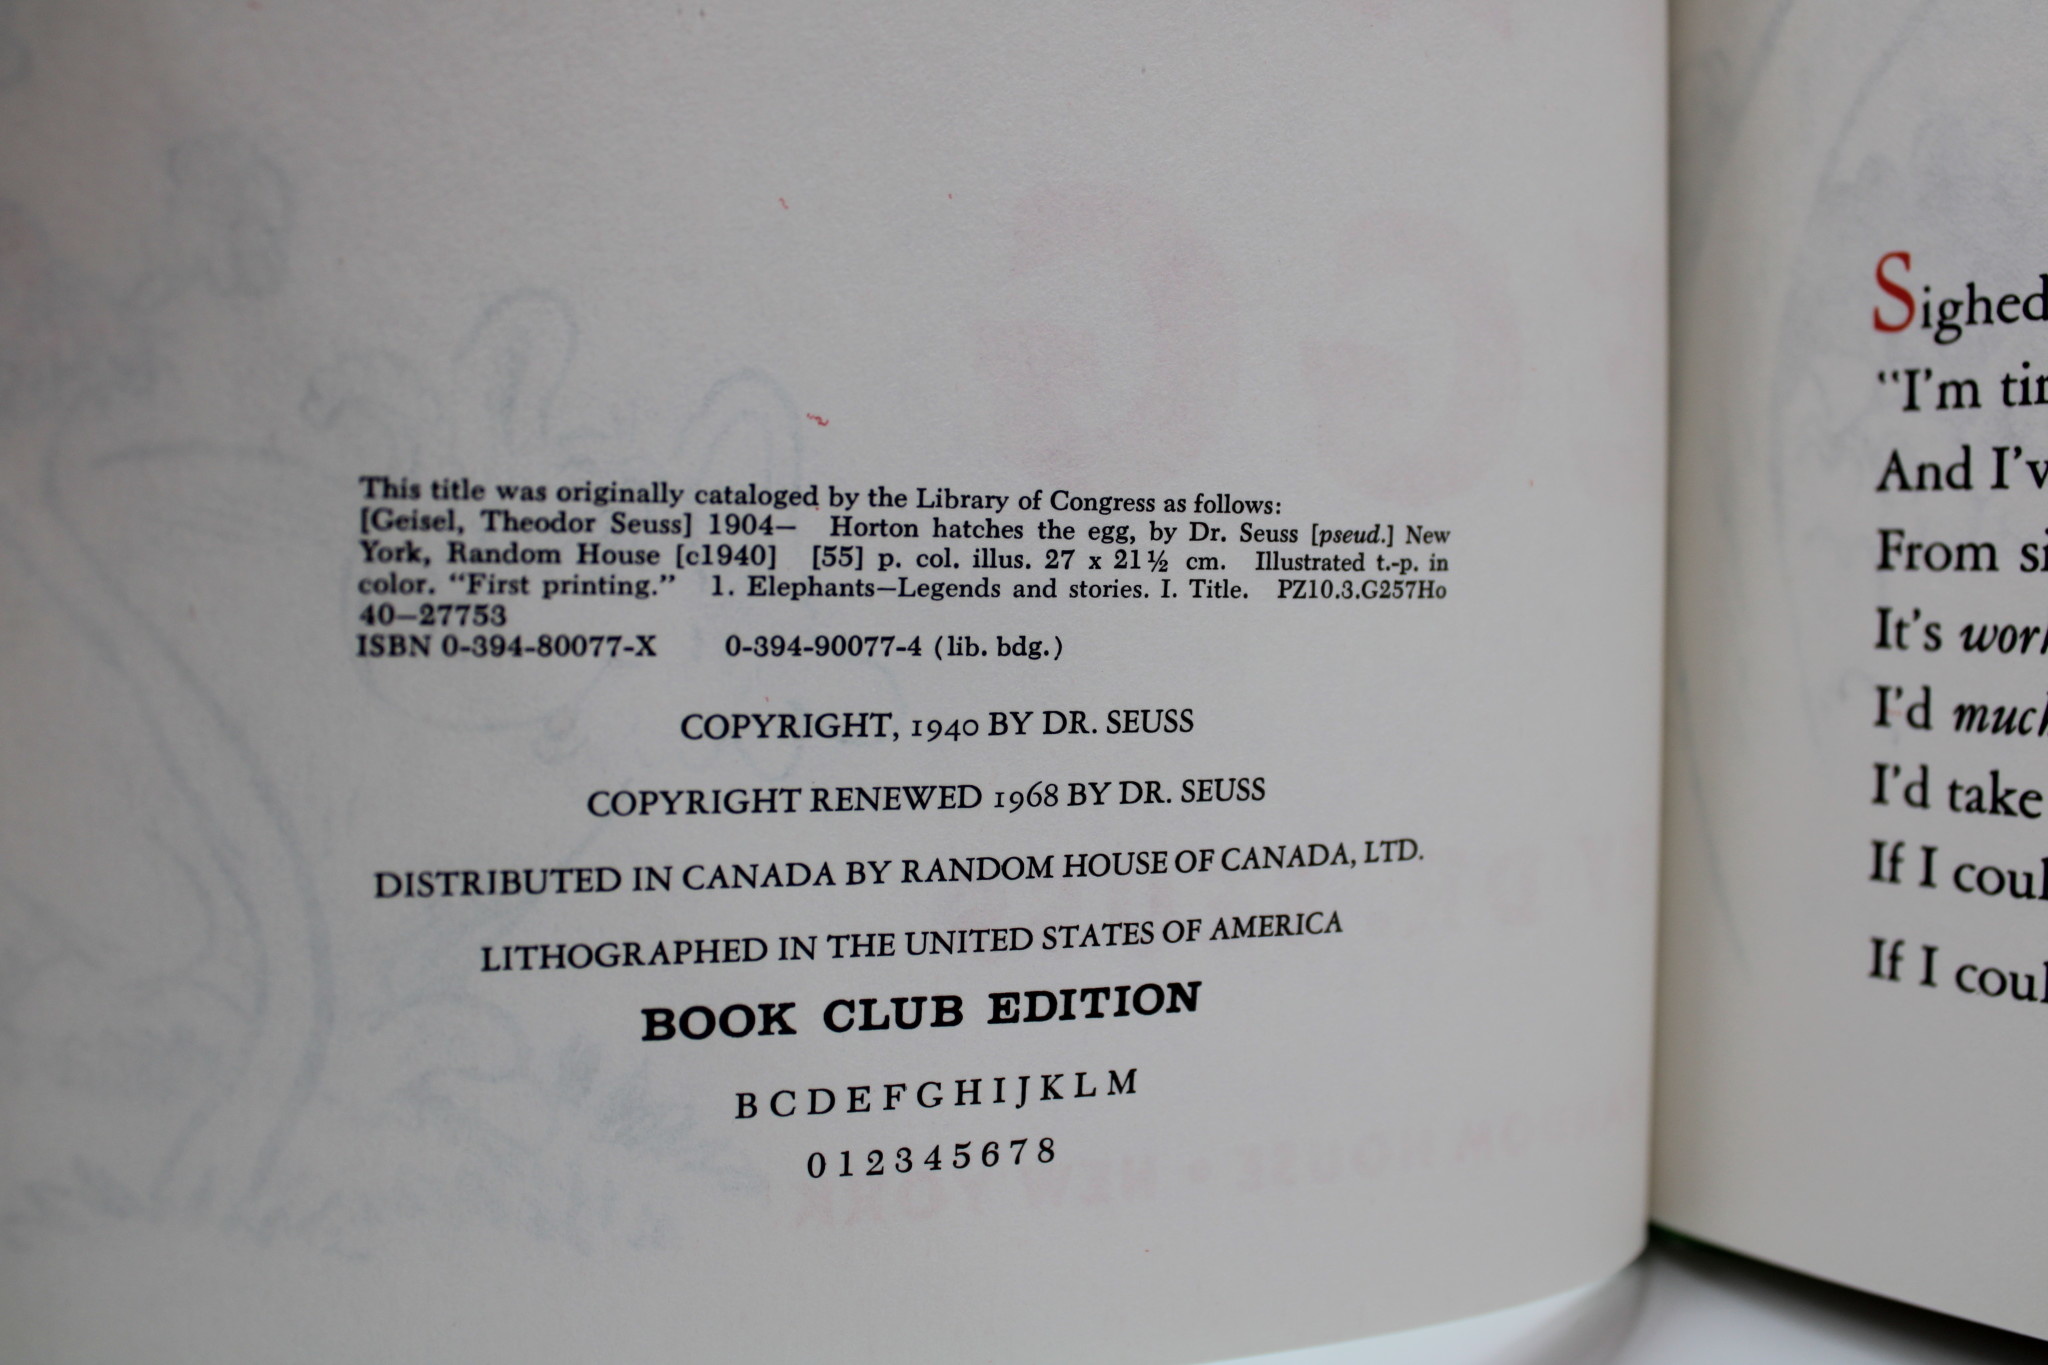 This title was originally cataloged by the Library of Congress as follows:
[Geisel, Theodor Seuss] 1904— Horton hatches the egg, by Dr. Seuss [pseud.] New
York, Random House [c1940] [55] p. col. illus. 27 x 21½ cm. Illustrated t.-p. in
color. “First printing.” 1. Elephants—Legends and stories. I. Title. PZ10.3.G257Ho
40—27753
ISBN 0-394-80077-X 0-394-90077-4 (lib. bdg.)
COPYRIGHT, 1940 BY DR. SEUSS
COPYRIGHT RENEWED 1968 BY DR. SEUSS
DISTRIBUTED IN CANADA BY RANDOM HOUSE OF CANADA, LTD.
LITHOGRAPHED IN THE UNITED STATES OF AMERICA
BOOK CLUB EDITION
B C D E F G H I J K L M
0 1 2 3 4 5 6 7 8
Sighed
“I’m
And
From
It’s
I’d
I’d take
If I
If I